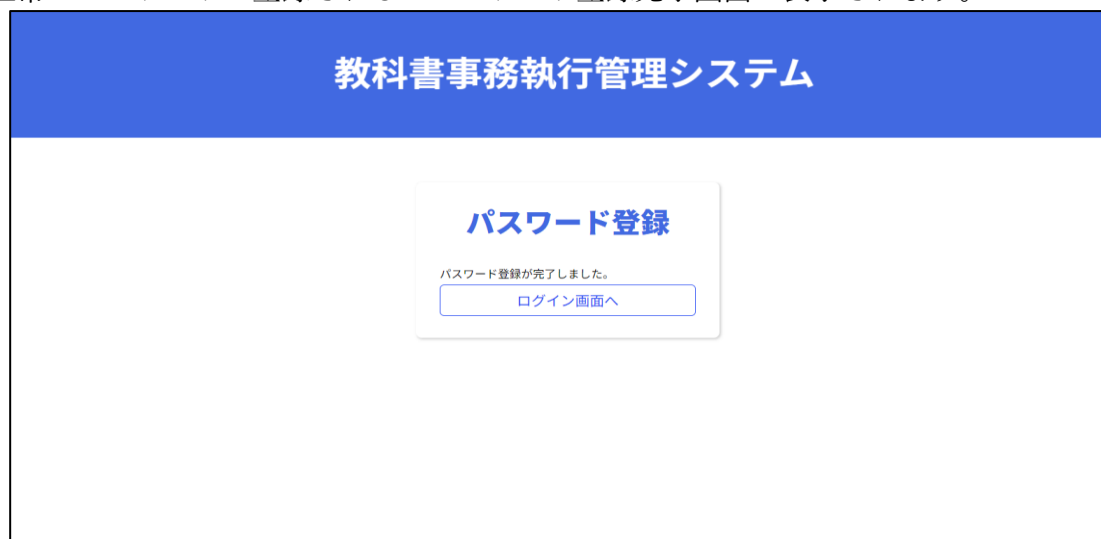 教科書事務執行管理システム
パスワード登録
パスワード登録が完了しました。
ログイン画面へ